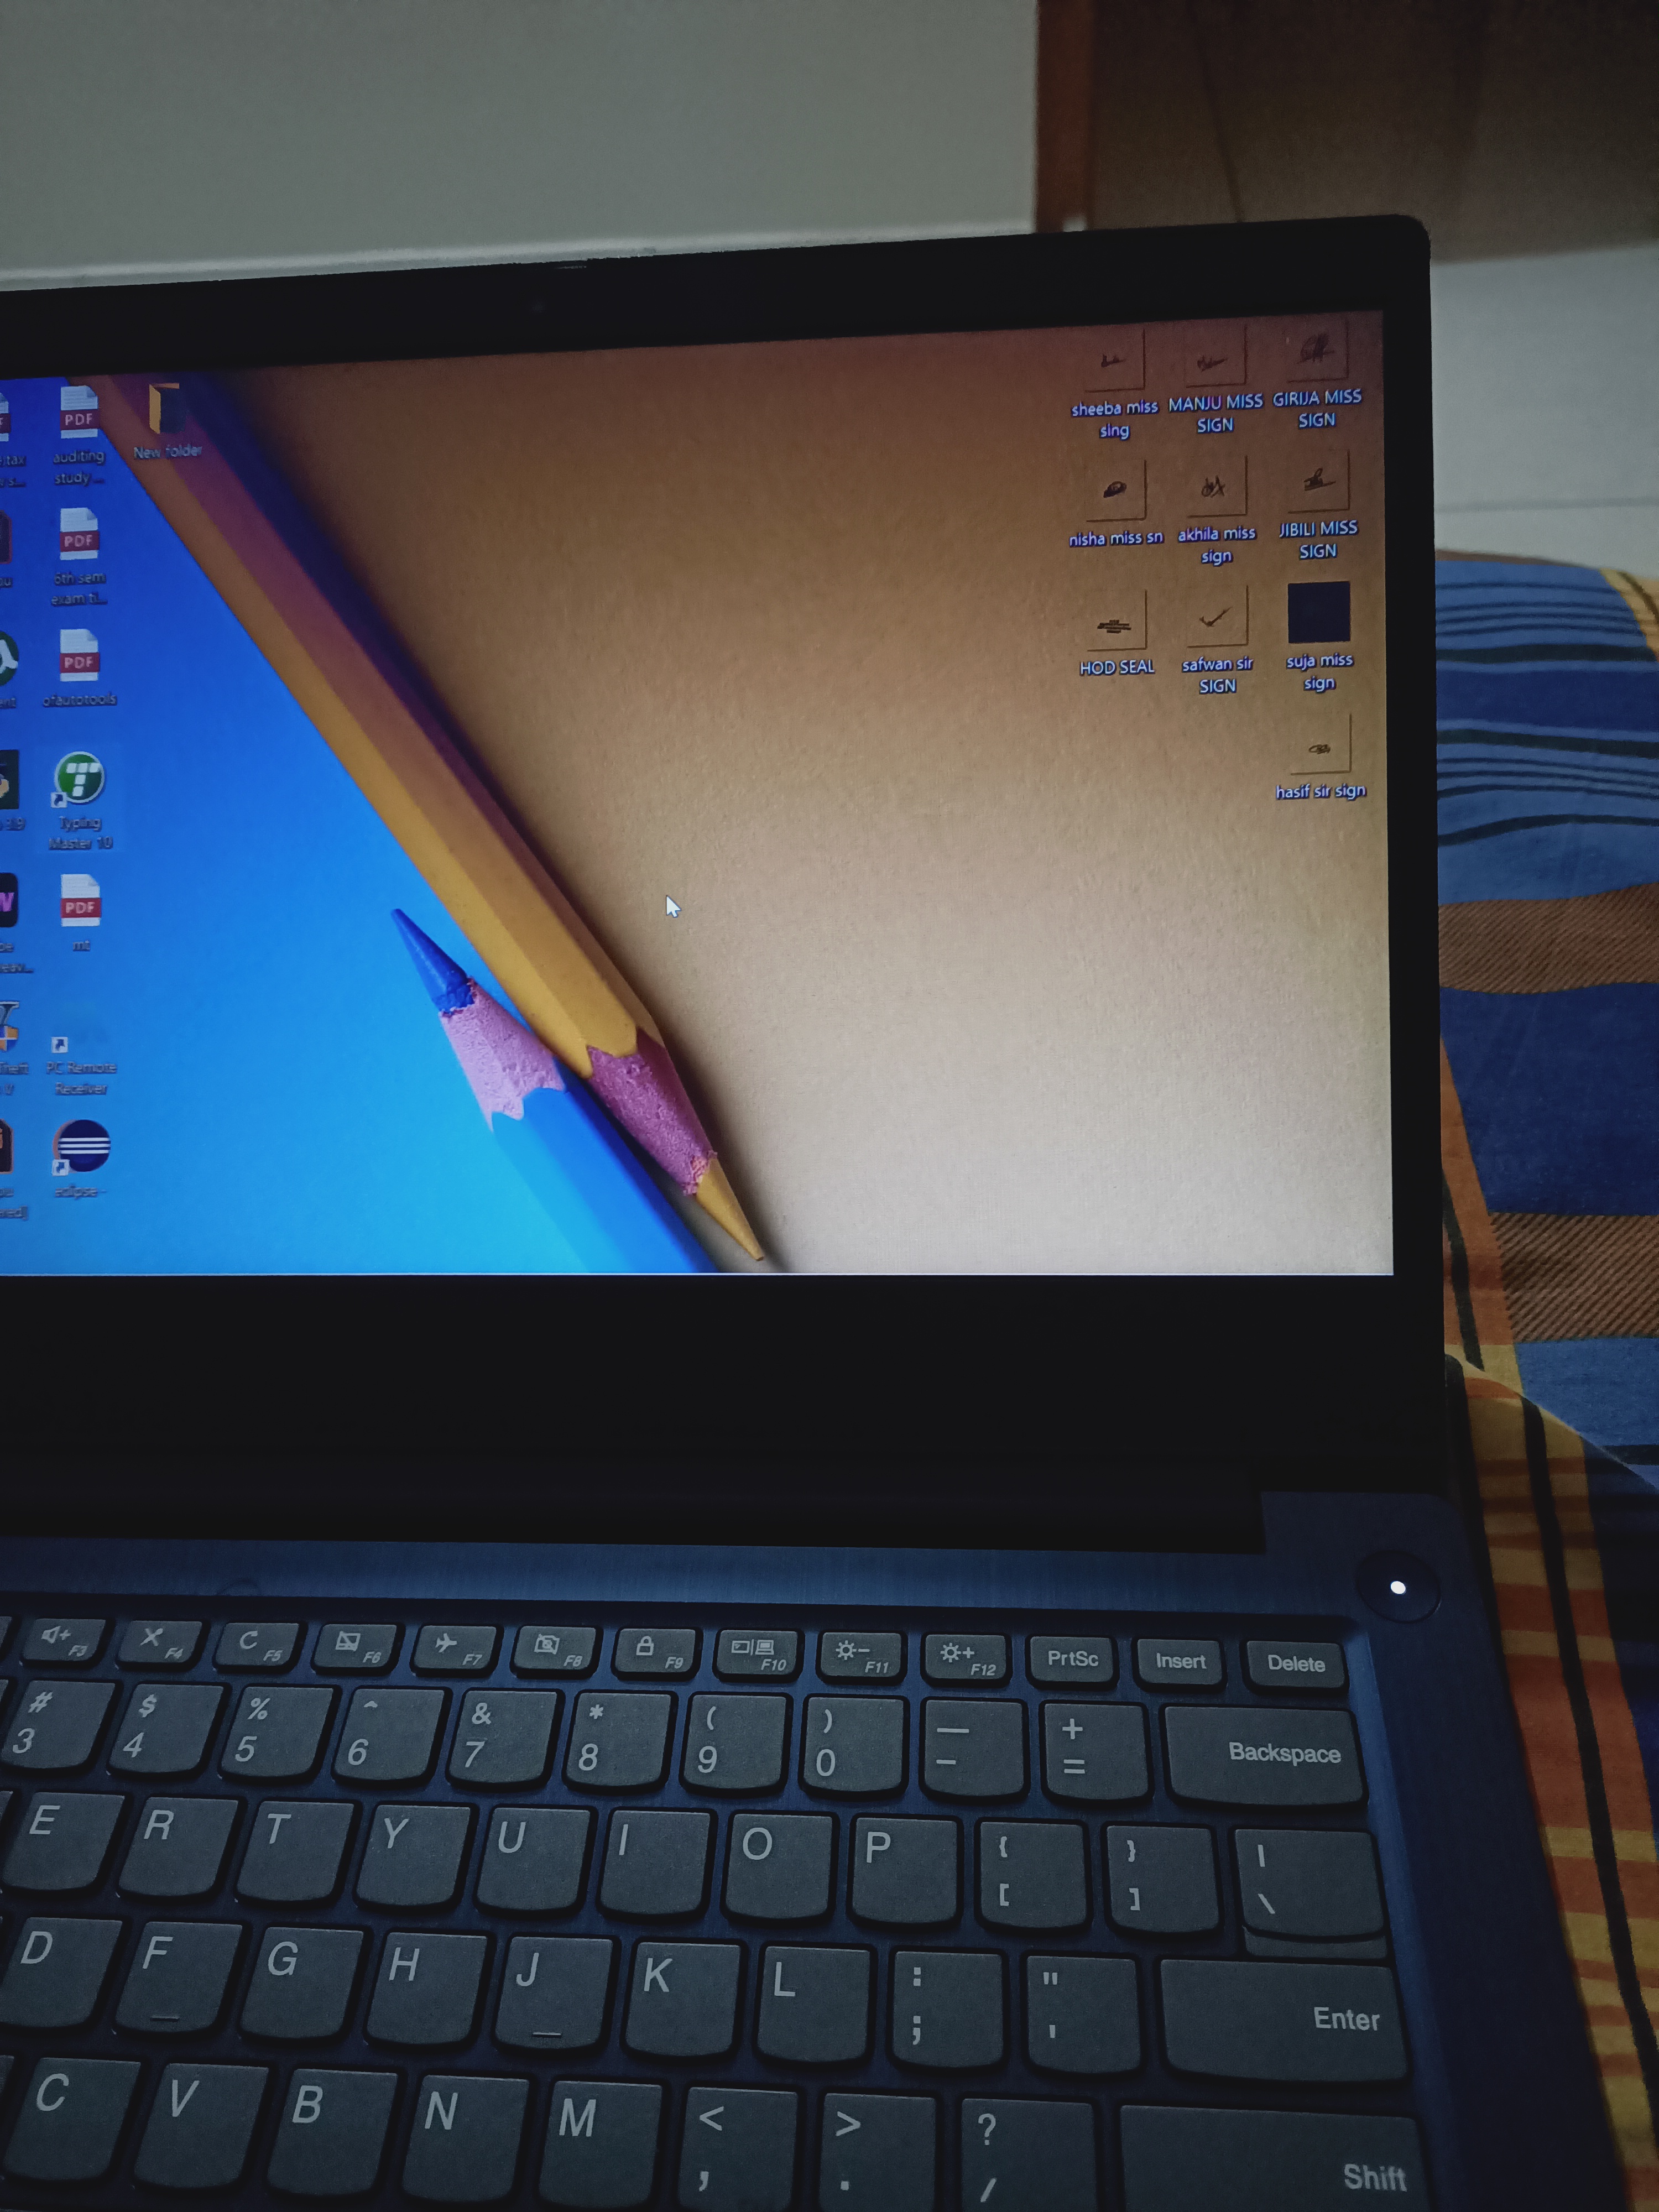 PDF
auditing
study ...
New folder
PDF
6th sem
exam ti...
PDF
ofautotools
Typing
Master 10
PDF
mt
PC Remote
Receiver
eclipse -
sheeba miss
sing
MANJU MISS
SIGN
GIRIJA MISS
SIGN
nisha miss sn
akhila miss
sign
JIBILI MISS
SIGN
HOD SEAL
safwan sir
SIGN
suja miss
sign
hasif sir sign
F3 F4 F5 F6 F7 F8 F9 F10 F11 F12 PrtSc Insert Delete
# $ % ^ & * ( ) — +
3 4 5 6 7 8 9 0 - = Backspace
E R T Y U I O P { } |
[ ] \
D F G H J K L : "
; ' Enter
C V B N M < > ?
, . / Shift